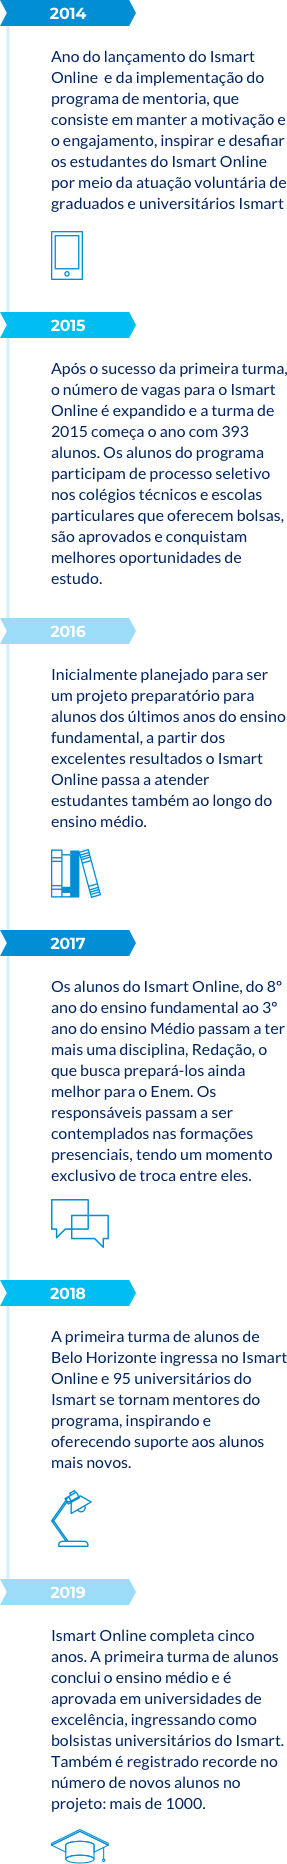 2014
Ano do lançamento do Ismart
Online e da implementação do
programa de mentoria, que
consiste em manter a motivação e
o engajamento, inspirar e desafiar
os estudantes do Ismart Online
por meio da atuação voluntária de
graduados e universitários Ismart
2015
Após o sucesso da primeira turma,
o número de vagas para o Ismart
Online é expandido e a turma de
2015 começa o ano com 393
alunos. Os alunos do programa
participam de processo seletivo
nos colégios técnicos e escolas
particulares que oferecem bolsas,
são aprovados e conquistam
melhores oportunidades de
estudo.
2016
Inicialmente planejado para ser
um projeto preparatório para
alunos dos últimos anos do ensino
fundamental, a partir dos
excelentes resultados o Ismart
Online passa a atender
estudantes também ao longo do
ensino médio.
2017
Os alunos do Ismart Online, do 8º
ano do ensino fundamental ao 3º
ano do ensino Médio passam a ter
mais uma disciplina, Redação, o
que busca prepará-los ainda
melhor para o Enem. Os
responsáveis passam a ser
contemplados nas formações
presenciais, tendo um momento
exclusivo de troca entre eles.
2018
A primeira turma de alunos de
Belo Horizonte ingressa no Ismart
Online e 95 universitários do
Ismart se tornam mentores do
programa, inspirando e
oferecendo suporte aos alunos
mais novos.
2019
Ismart Online completa cinco
anos. A primeira turma de alunos
conclui o ensino médio e é
aprovada em universidades de
excelência, ingressando como
bolsistas universitários do Ismart.
Também é registrado recorde no
número de novos alunos no
projeto: mais de 1000.